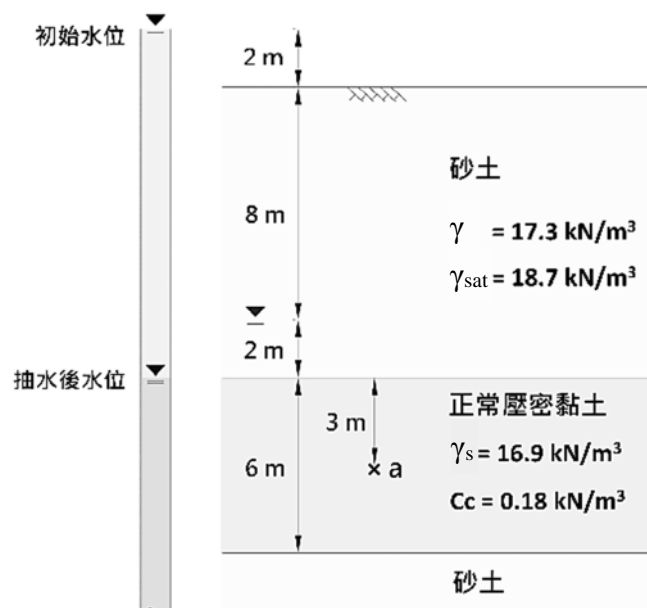 初始水位
2 m
砂土
8 m
γ = 17.3 kN/m³
γsat = 18.7 kN/m³
2 m
抽水後水位
正常壓密黏土
3 m
γs = 16.9 kN/m³
6 m
a
Cc = 0.18 kN/m³
砂土